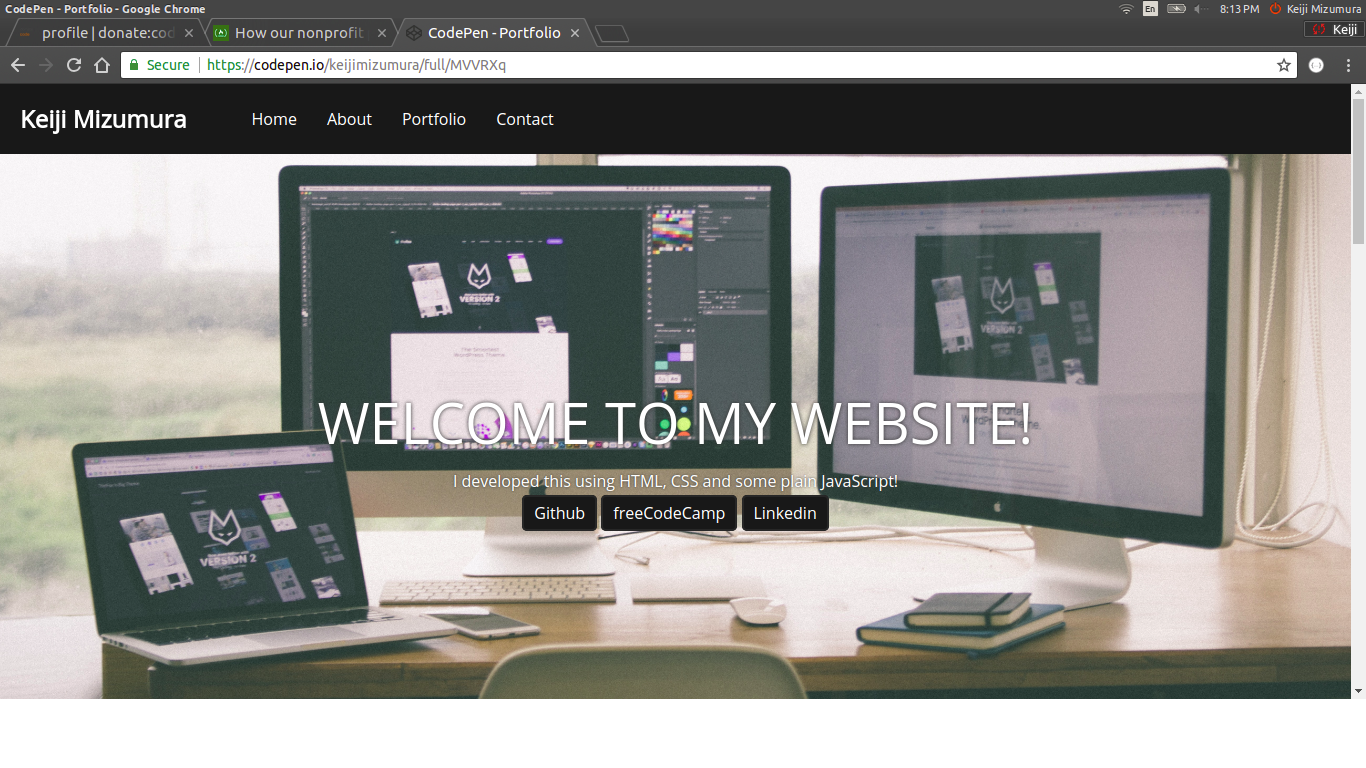 CodePen - Portfolio - Google Chrome
En
8:13 PM
Keiji Mizumura
profile | donate:cod
How our nonprofit
CodePen - Portfolio
Keiji
Secure
https://codepen.io/keijimizumura/full/MVVRXq
Keiji Mizumura
Home
About
Portfolio
Contact
VERSION 2
VERSION 2
WELCOME TO MY WEBSITE!
I developed this using HTML, CSS and some plain JavaScript!
Github
freeCodeCamp
Linkedin
VERSION 2